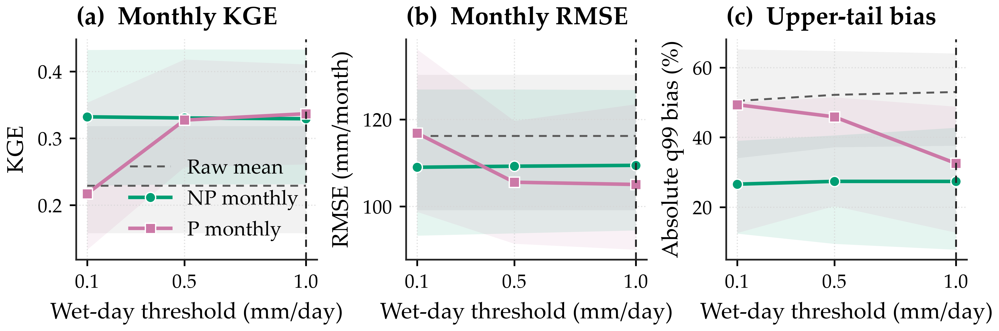 (a) Monthly KGE
KGE
0.4
0.3
0.2
Raw mean
NP monthly
P monthly
0.1
0.5
1.0
Wet-day threshold (mm/day)
(b) Monthly RMSE
RMSE (mm/month)
120
100
0.1
0.5
1.0
Wet-day threshold (mm/day)
(c) Upper-tail bias
Absolute q99 bias (%)
60
40
20
0.1
0.5
1.0
Wet-day threshold (mm/day)